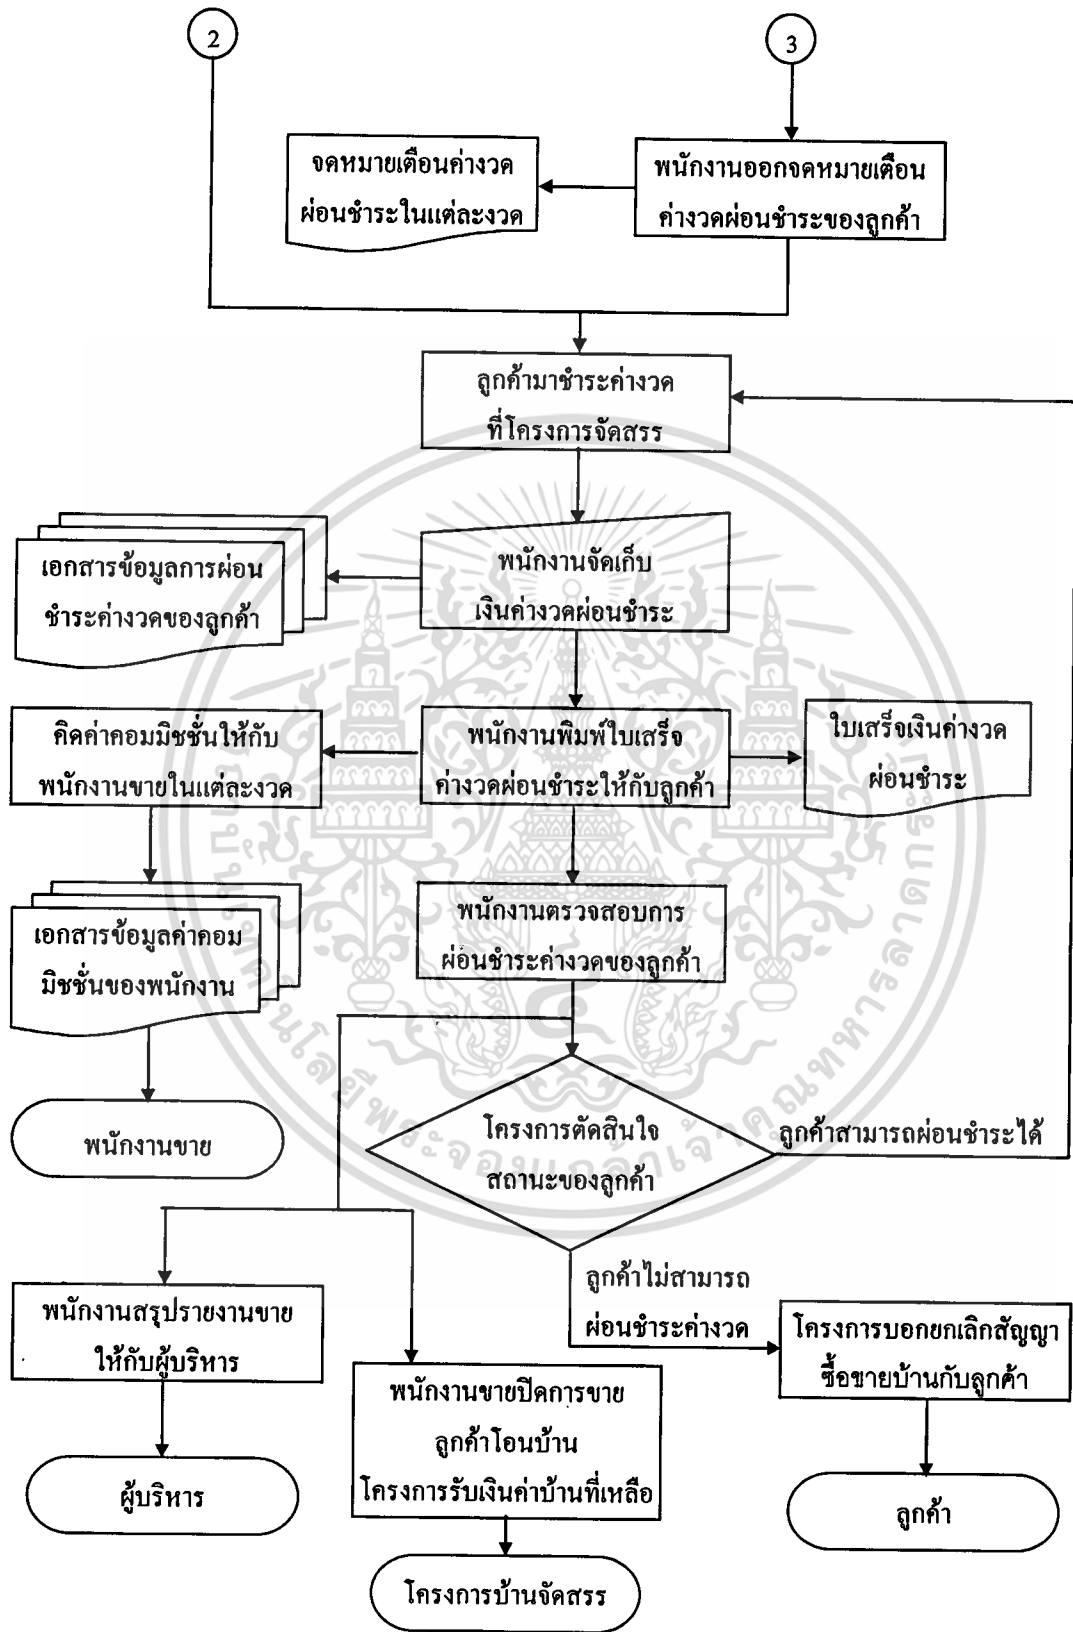 2
3
จดหมายเตือนค่างวด
ผ่อนชำระในแต่ละงวด
พนักงานออกจดหมายเตือน
ค่างวดผ่อนชำระของลูกค้า
ลูกค้ามาชำระค่างวด
ที่โครงการจัดสรร
พนักงานจัดเก็บ
เงินค่างวดผ่อนชำระ
เอกสารข้อมูลการผ่อน
ชำระค่างวดของลูกค้า
คิดค่าคอมมิชชั่นให้กับ
พนักงานขายในแต่ละงวด
พนักงานพิมพ์ใบเสร็จ
ค่างวดผ่อนชำระให้กับลูกค้า
ใบเสร็จเงินค่างวด
ผ่อนชำระ
เอกสารข้อมูลค่าคอม
มิชชั่นของพนักงาน
พนักงานตรวจสอบการ
ผ่อนชำระค่างวดของลูกค้า
พนักงานขาย
โครงการตัดสินใจ
สถานะของลูกค้า
ลูกค้าสามารถผ่อนชำระได้
ลูกค้าไม่สามารถ
ผ่อนชำระค่างวด
พนักงานสรุปรายงานขาย
ให้กับผู้บริหาร
พนักงานขายปิดการขาย
ลูกค้าโอนบ้าน
โครงการรับเงินค่าบ้านที่เหลือ
โครงการบอกยกเลิกสัญญา
ซื้อขายบ้านกับลูกค้า
ผู้บริหาร
ลูกค้า
โครงการบ้านจัดสรร